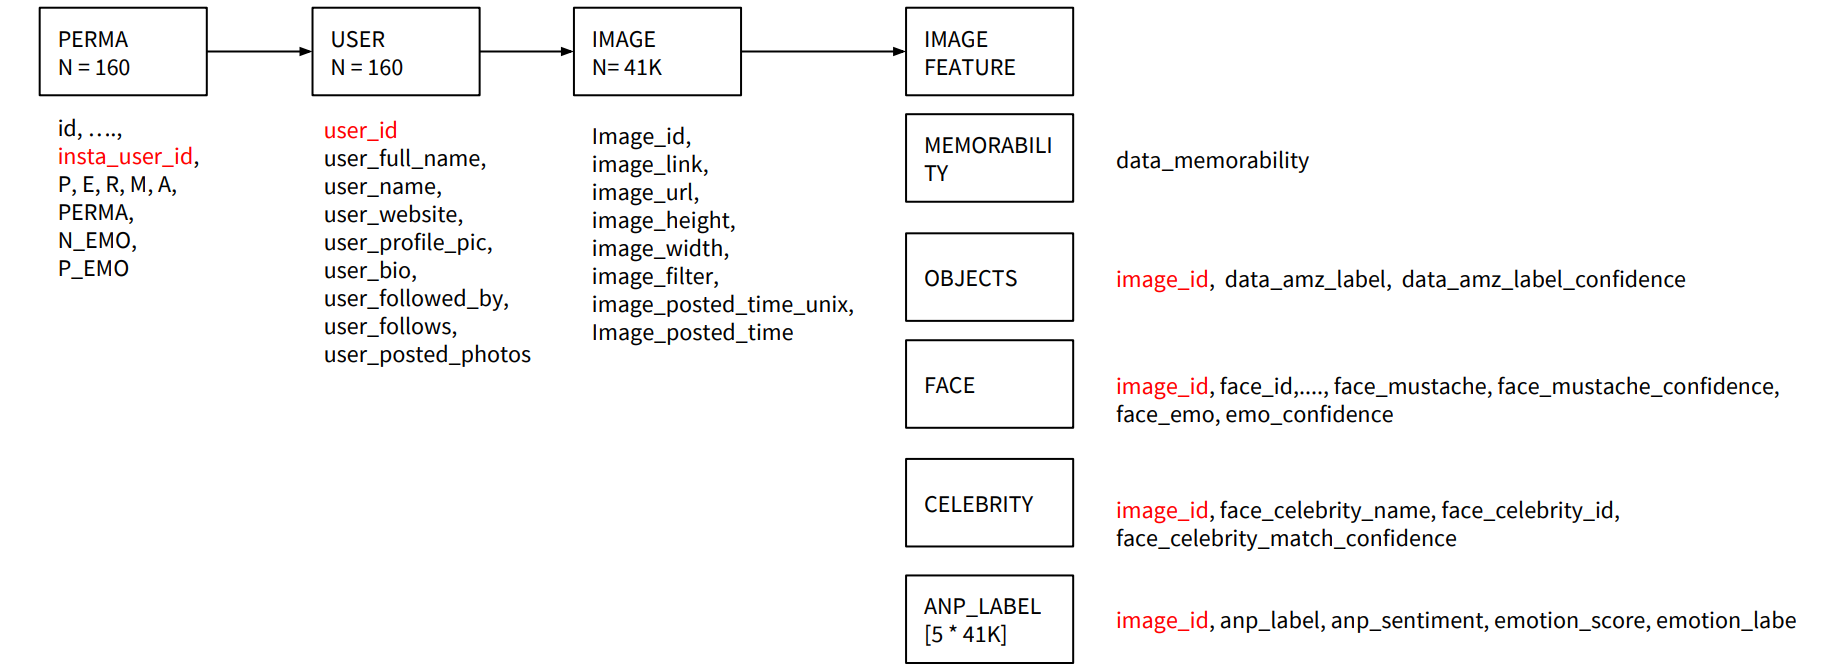 PERMA
N = 160
USER
N = 160
IMAGE
N= 41K
IMAGE
FEATURE
id, ....,
insta_user_id,
P, E, R, M, A,
PERMA,
N_EMO,
P_EMO
user_id
user_full_name,
user_name,
user_website,
user_profile_pic,
user_bio,
user_followed_by,
user_follows,
user_posted_photos
Image_id,
image_link,
image_url,
image_height,
image_width,
image_filter,
image_posted_time_unix,
Image_posted_time
MEMORABILI
TY
data_memorability
OBJECTS
image_id, data_amz_label, data_amz_label_confidence
FACE
image_id, face_id,...., face_mustache, face_mustache_confidence,
face_emo, emo_confidence
CELEBRITY
image_id, face_celebrity_name, face_celebrity_id,
face_celebrity_match_confidence
ANP_LABEL
[5 * 41K]
image_id, anp_label, anp_sentiment, emotion_score, emotion_labe